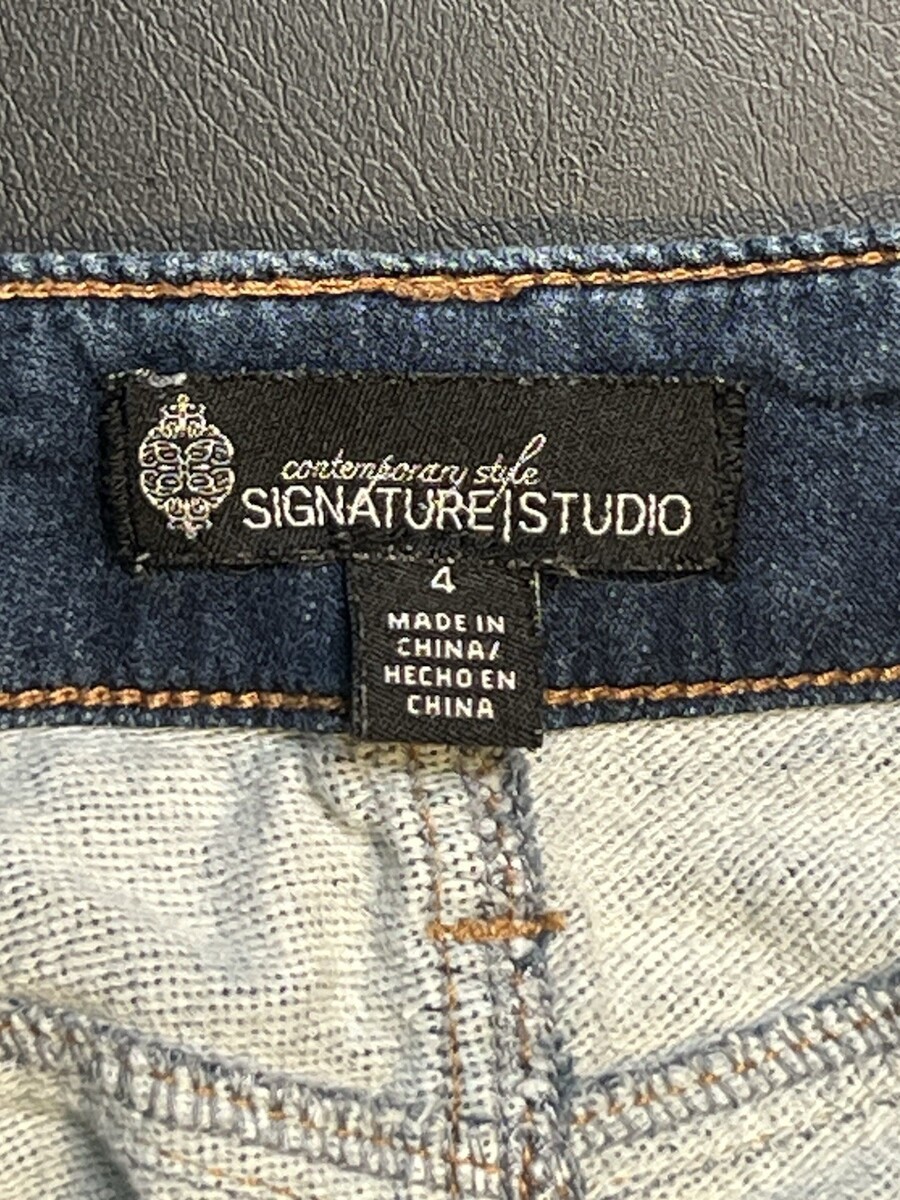 contemporary style
SIGNATURE|STUDIO
4
MADE IN
CHINA/
HECHO EN
CHINA